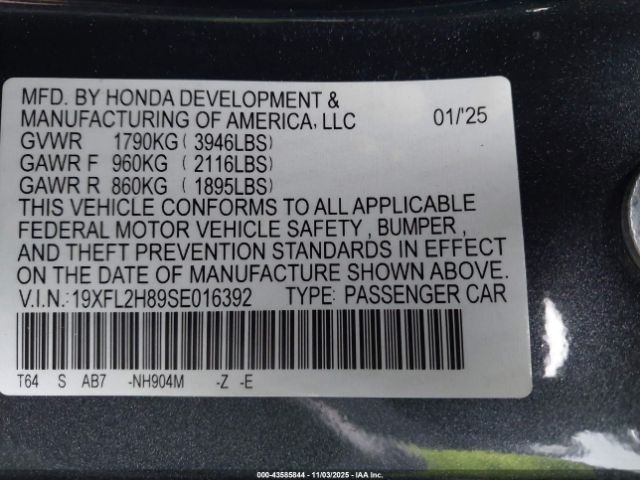 MFD. BY HONDA DEVELOPMENT &
MANUFACTURING OF AMERICA, LLC 01/'25
GVWR 1790KG ( 3946LBS)
GAWR F 960KG ( 2116LBS)
GAWR R 860KG ( 1895LBS)
THIS VEHICLE CONFORMS TO ALL APPLICABLE
FEDERAL MOTOR VEHICLE SAFETY , BUMPER ,
AND THEFT PREVENTION STANDARDS IN EFFECT
ON THE DATE OF MANUFACTURE SHOWN ABOVE.
V.I.N.: 19XFL2H89SE016392 TYPE: PASSENGER CAR
T64 S AB7 -NH904M -Z -E
000-43585844 - 11/03/2025 - IAA Inc.